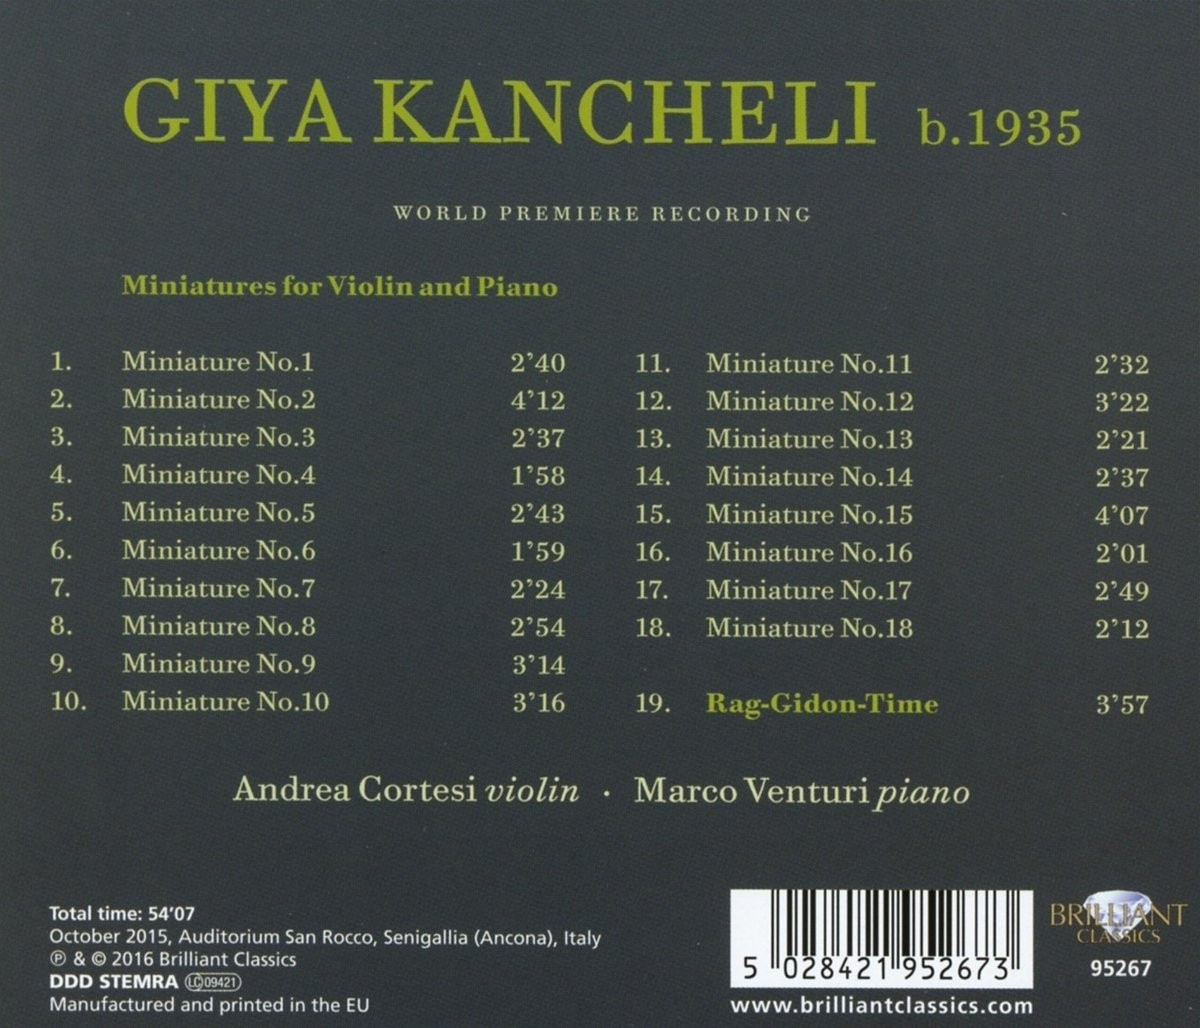 GIYA KANCHELI b.1935
WORLD PREMIERE RECORDING
Miniatures for Violin and Piano
1. Miniature No.1 2’40
2. Miniature No.2 4’12
3. Miniature No.3 2’37
4. Miniature No.4 1’58
5. Miniature No.5 2’43
6. Miniature No.6 1’59
7. Miniature No.7 2’24
8. Miniature No.8 2’54
9. Miniature No.9 3’14
10. Miniature No.10 3’16
11. Miniature No.11 2’32
12. Miniature No.12 3’22
13. Miniature No.13 2’21
14. Miniature No.14 2’37
15. Miniature No.15 4’07
16. Miniature No.16 2’01
17. Miniature No.17 2’49
18. Miniature No.18 2’12
19. Rag-Gidon-Time 3’57
Andrea Cortesi violin · Marco Venturi piano
Total time: 54’07
October 2015, Auditorium San Rocco, Senigallia (Ancona), Italy
℗ & © 2016 Brilliant Classics
DDD STEMRA LC 09421
Manufactured and printed in the EU
5 028421 952673
www.brilliantclassics.com
BRILLIANT
CLASSICS
95267